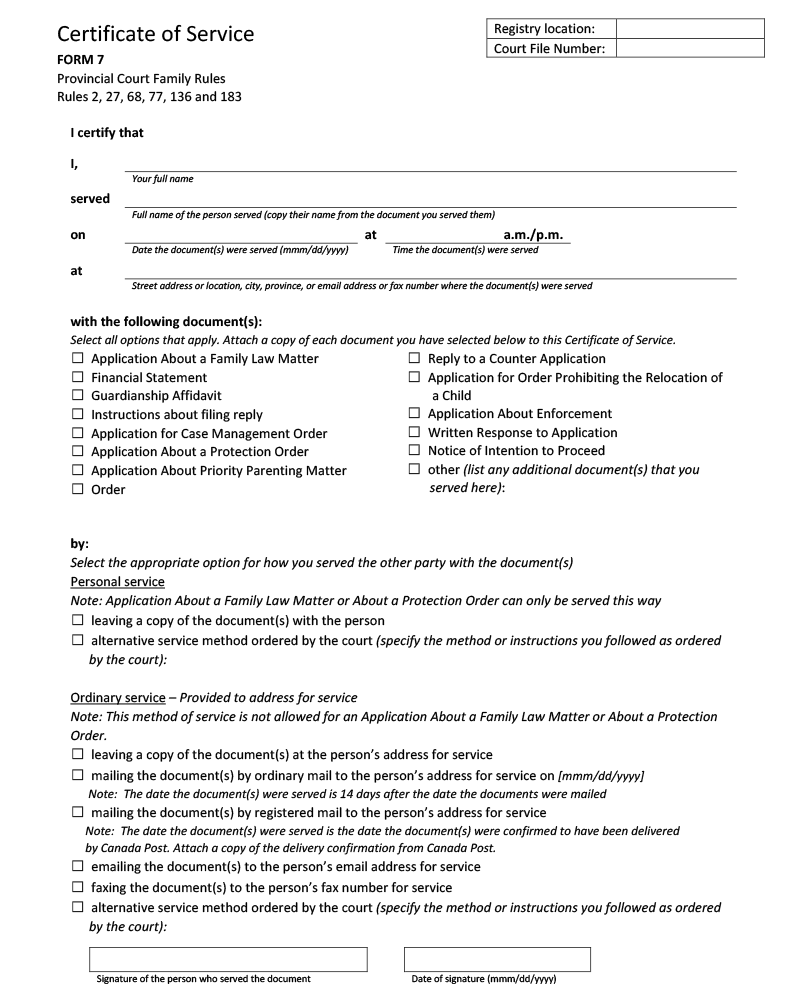 Certificate of Service
Registry location:
Court File Number:
FORM 7
Provincial Court Family Rules
Rules 2, 27, 68, 77, 136 and 183
I certify that
I,
Your full name
served
Full name of the person served (copy their name from the document you served them)
on at a.m./p.m.
Date the document(s) were served (mmm/dd/yyyy) Time the document(s) were served
at
Street address or location, city, province, or email address or fax number where the document(s) were served
with the following document(s):
Select all options that apply. Attach a copy of each document you have selected below to this Certificate of Service.
☐ Application About a Family Law Matter
☐ Financial Statement
☐ Guardianship Affidavit
☐ Instructions about filing reply
☐ Application for Case Management Order
☐ Application About a Protection Order
☐ Application About Priority Parenting Matter
☐ Order
☐ Reply to a Counter Application
☐ Application for Order Prohibiting the Relocation of
a Child
☐ Application About Enforcement
☐ Written Response to Application
☐ Notice of Intention to Proceed
☐ other (list any additional document(s) that you
served here):
by:
Select the appropriate option for how you served the other party with the document(s)
Personal service
Note: Application About a Family Law Matter or About a Protection Order can only be served this way
☐ leaving a copy of the document(s) with the person
☐ alternative service method ordered by the court (specify the method or instructions you followed as ordered
by the court):
Ordinary service – Provided to address for service
Note: This method of service is not allowed for an Application About a Family Law Matter or About a Protection
Order.
☐ leaving a copy of the document(s) at the person's address for service
☐ mailing the document(s) by ordinary mail to the person's address for service on [mmm/dd/yyyy]
Note: The date the document(s) were served is 14 days after the date the documents were mailed
☐ mailing the document(s) by registered mail to the person's address for service
Note: The date the document(s) were served is the date the document(s) were confirmed to have been delivered
by Canada Post. Attach a copy of the delivery confirmation from Canada Post.
☐ emailing the document(s) to the person's email address for service
☐ faxing the document(s) to the person's fax number for service
☐ alternative service method ordered by the court (specify the method or instructions you followed as ordered
by the court):
Signature of the person who served the document
Date of signature (mmm/dd/yyyy)